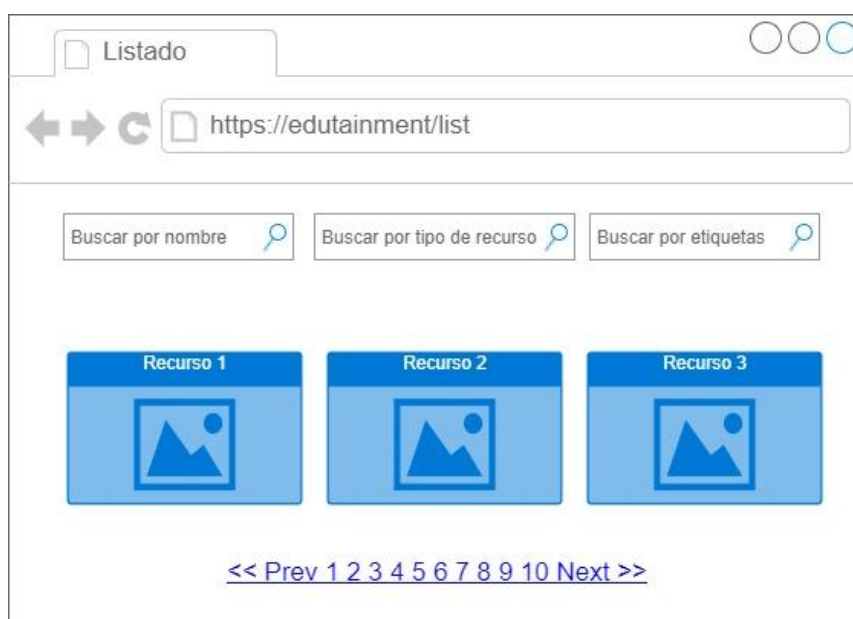 Listado
https://edutainment/list
Buscar por nombre
Buscar por tipo de recurso
Buscar por etiquetas
Recurso 1
Recurso 2
Recurso 3
<< Prev 1 2 3 4 5 6 7 8 9 10 Next >>